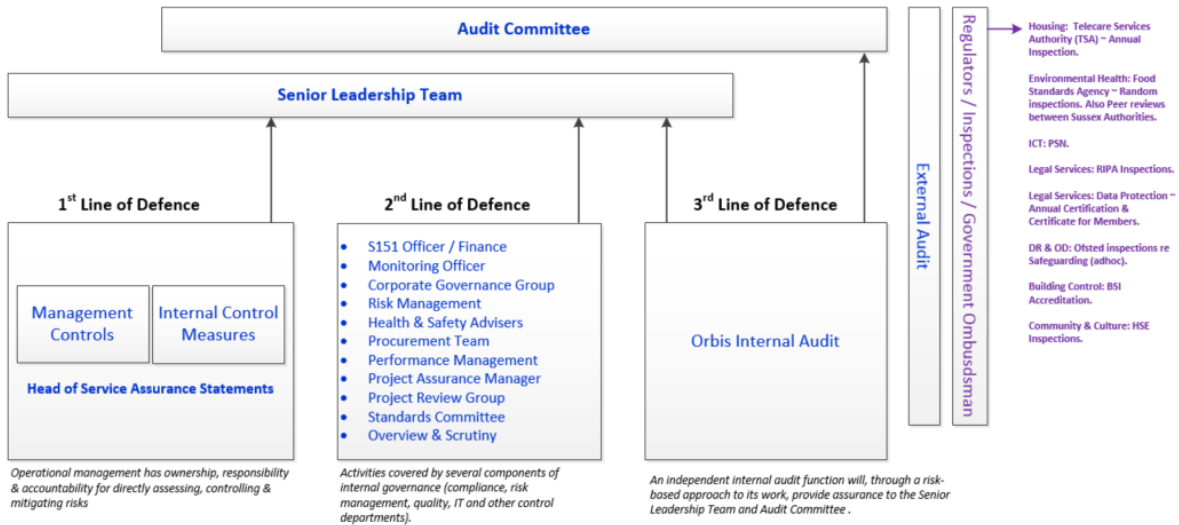 Audit Committee
Senior Leadership Team
1st Line of Defence
Management
Controls
Internal Control
Measures
Head of Service Assurance Statements
Operational management has ownership, responsibility
& accountability for directly assessing, controlling &
mitigating risks
2nd Line of Defence
• S151 Officer / Finance
• Monitoring Officer
• Corporate Governance Group
• Risk Management
• Health & Safety Advisers
• Procurement Team
• Performance Management
• Project Assurance Manager
• Project Review Group
• Standards Committee
• Overview & Scrutiny
Activities covered by several components of
internal governance (compliance, risk
management, quality, IT and other control
departments).
3rd Line of Defence
Orbis Internal Audit
An independent internal audit function will, through a risk-
based approach to its work, provide assurance to the Senior
Leadership Team and Audit Committee .
External Audit
Regulators / Inspections / Government Ombusdsman
Housing: Telecare Services
Authority (TSA) ~ Annual
Inspection.
Environmental Health: Food
Standards Agency ~ Random
inspections. Also Peer reviews
between Sussex Authorities.
ICT: PSN.
Legal Services: RIPA Inspections.
Legal Services: Data Protection ~
Annual Certification &
Certificate for Members.
DR & OD: Ofsted inspections re
Safeguarding (adhoc).
Building Control: BSI
Accreditation.
Community & Culture: HSE
Inspections.